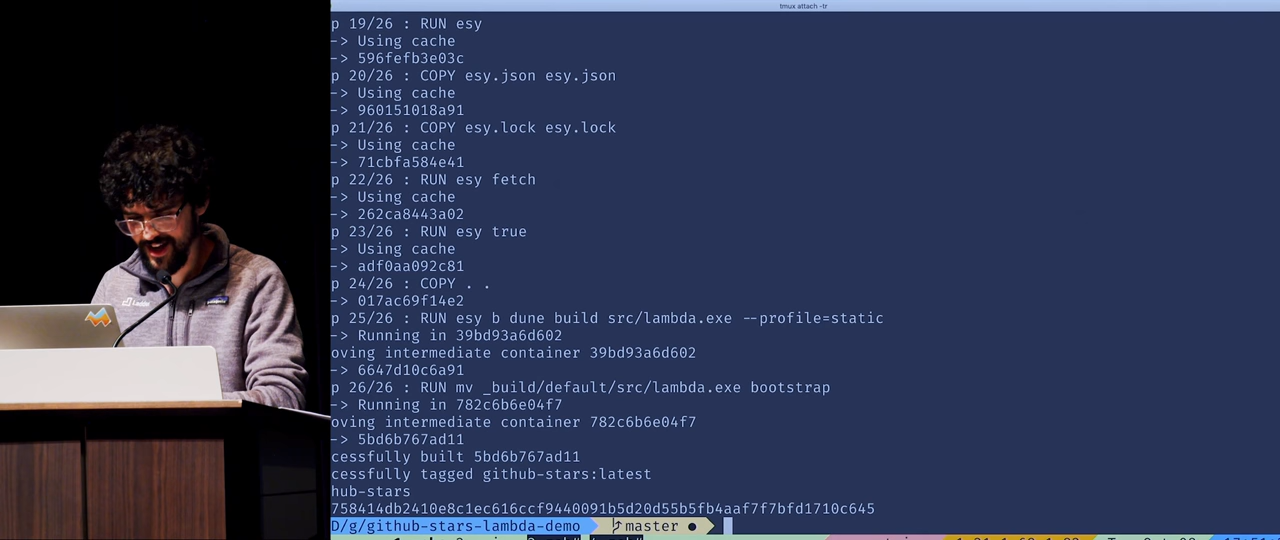 tmux attach -tr
p 19/26 : RUN esy
-> Using cache
-> 596fefb3e03c
p 20/26 : COPY esy.json esy.json
-> Using cache
-> 960151018a91
p 21/26 : COPY esy.lock esy.lock
-> Using cache
-> 71cbfa584e41
p 22/26 : RUN esy fetch
-> Using cache
-> 262ca8443a02
p 23/26 : RUN esy true
-> Using cache
-> adf0aa092c81
p 24/26 : COPY . .
-> 017ac69f14e2
p 25/26 : RUN esy b dune build src/lambda.exe --profile=static
-> Running in 39bd93a6d602
oving intermediate container 39bd93a6d602
-> 6647d10c6a91
p 26/26 : RUN mv _build/default/src/lambda.exe bootstrap
-> Running in 782c6b6e04f7
oving intermediate container 782c6b6e04f7
-> 5bd6b767ad11
cessfully built 5bd6b767ad11
cessfully tagged github-stars:latest
hub-stars
758414db2410e8c1ec616ccf9440091b5d20d55b5fb4aaf7f7bfd1710c645
D/g/github-stars-lambda-demo master ●